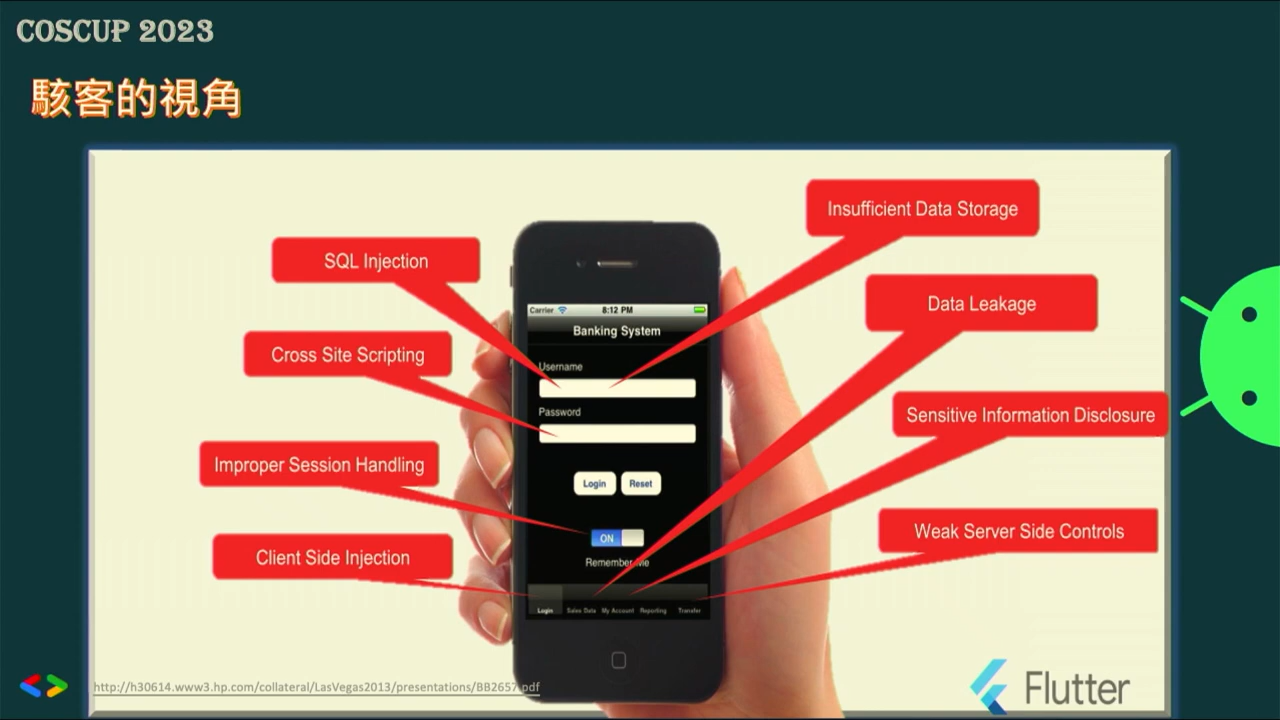 COSCUP 2023
駭客的視角
Insufficient Data Storage
SQL Injection
Data Leakage
Cross Site Scripting
Sensitive Information Disclosure
Improper Session Handling
Weak Server Side Controls
Client Side Injection
Carrier 8:12 PM
Banking System
Username
Password
Login Reset
ON
Remember Me
Login Sales Data My Account Reporting Transfer
http://h30614.www3.hp.com/collateral/LasVegas2013/presentations/BB2657.pdf
Flutter